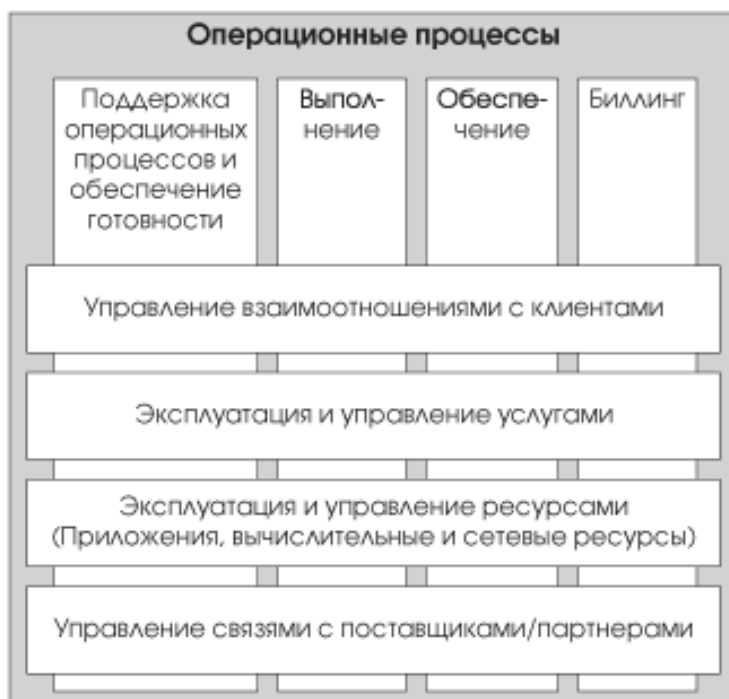 Операционные процессы
Поддержка
операционных
процессов и
обеспечение
готовности
Выпол-
нение
Обеспе-
чение
Биллинг
Управление взаимоотношениями с клиентами
Эксплуатация и управление услугами
Эксплуатация и управление ресурсами
(Приложения, вычислительные и сетевые ресурсы)
Управление связями с поставщиками/партнерами